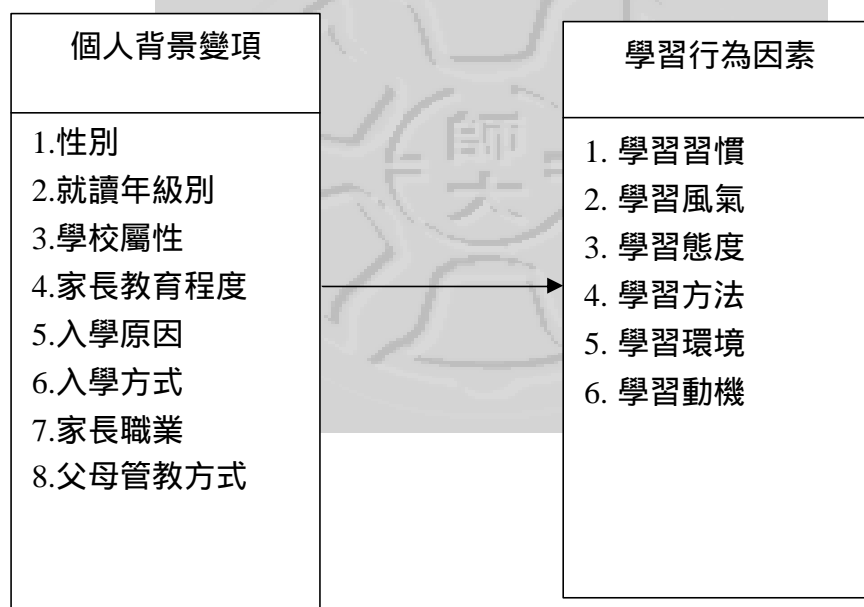 個人背景變項
1.性別
2.就讀年級別
3.學校屬性
4.家長教育程度
5.入學原因
6.入學方式
7.家長職業
8.父母管教方式
師大
學習行為因素
1. 學習習慣
2. 學習風氣
3. 學習態度
4. 學習方法
5. 學習環境
6. 學習動機